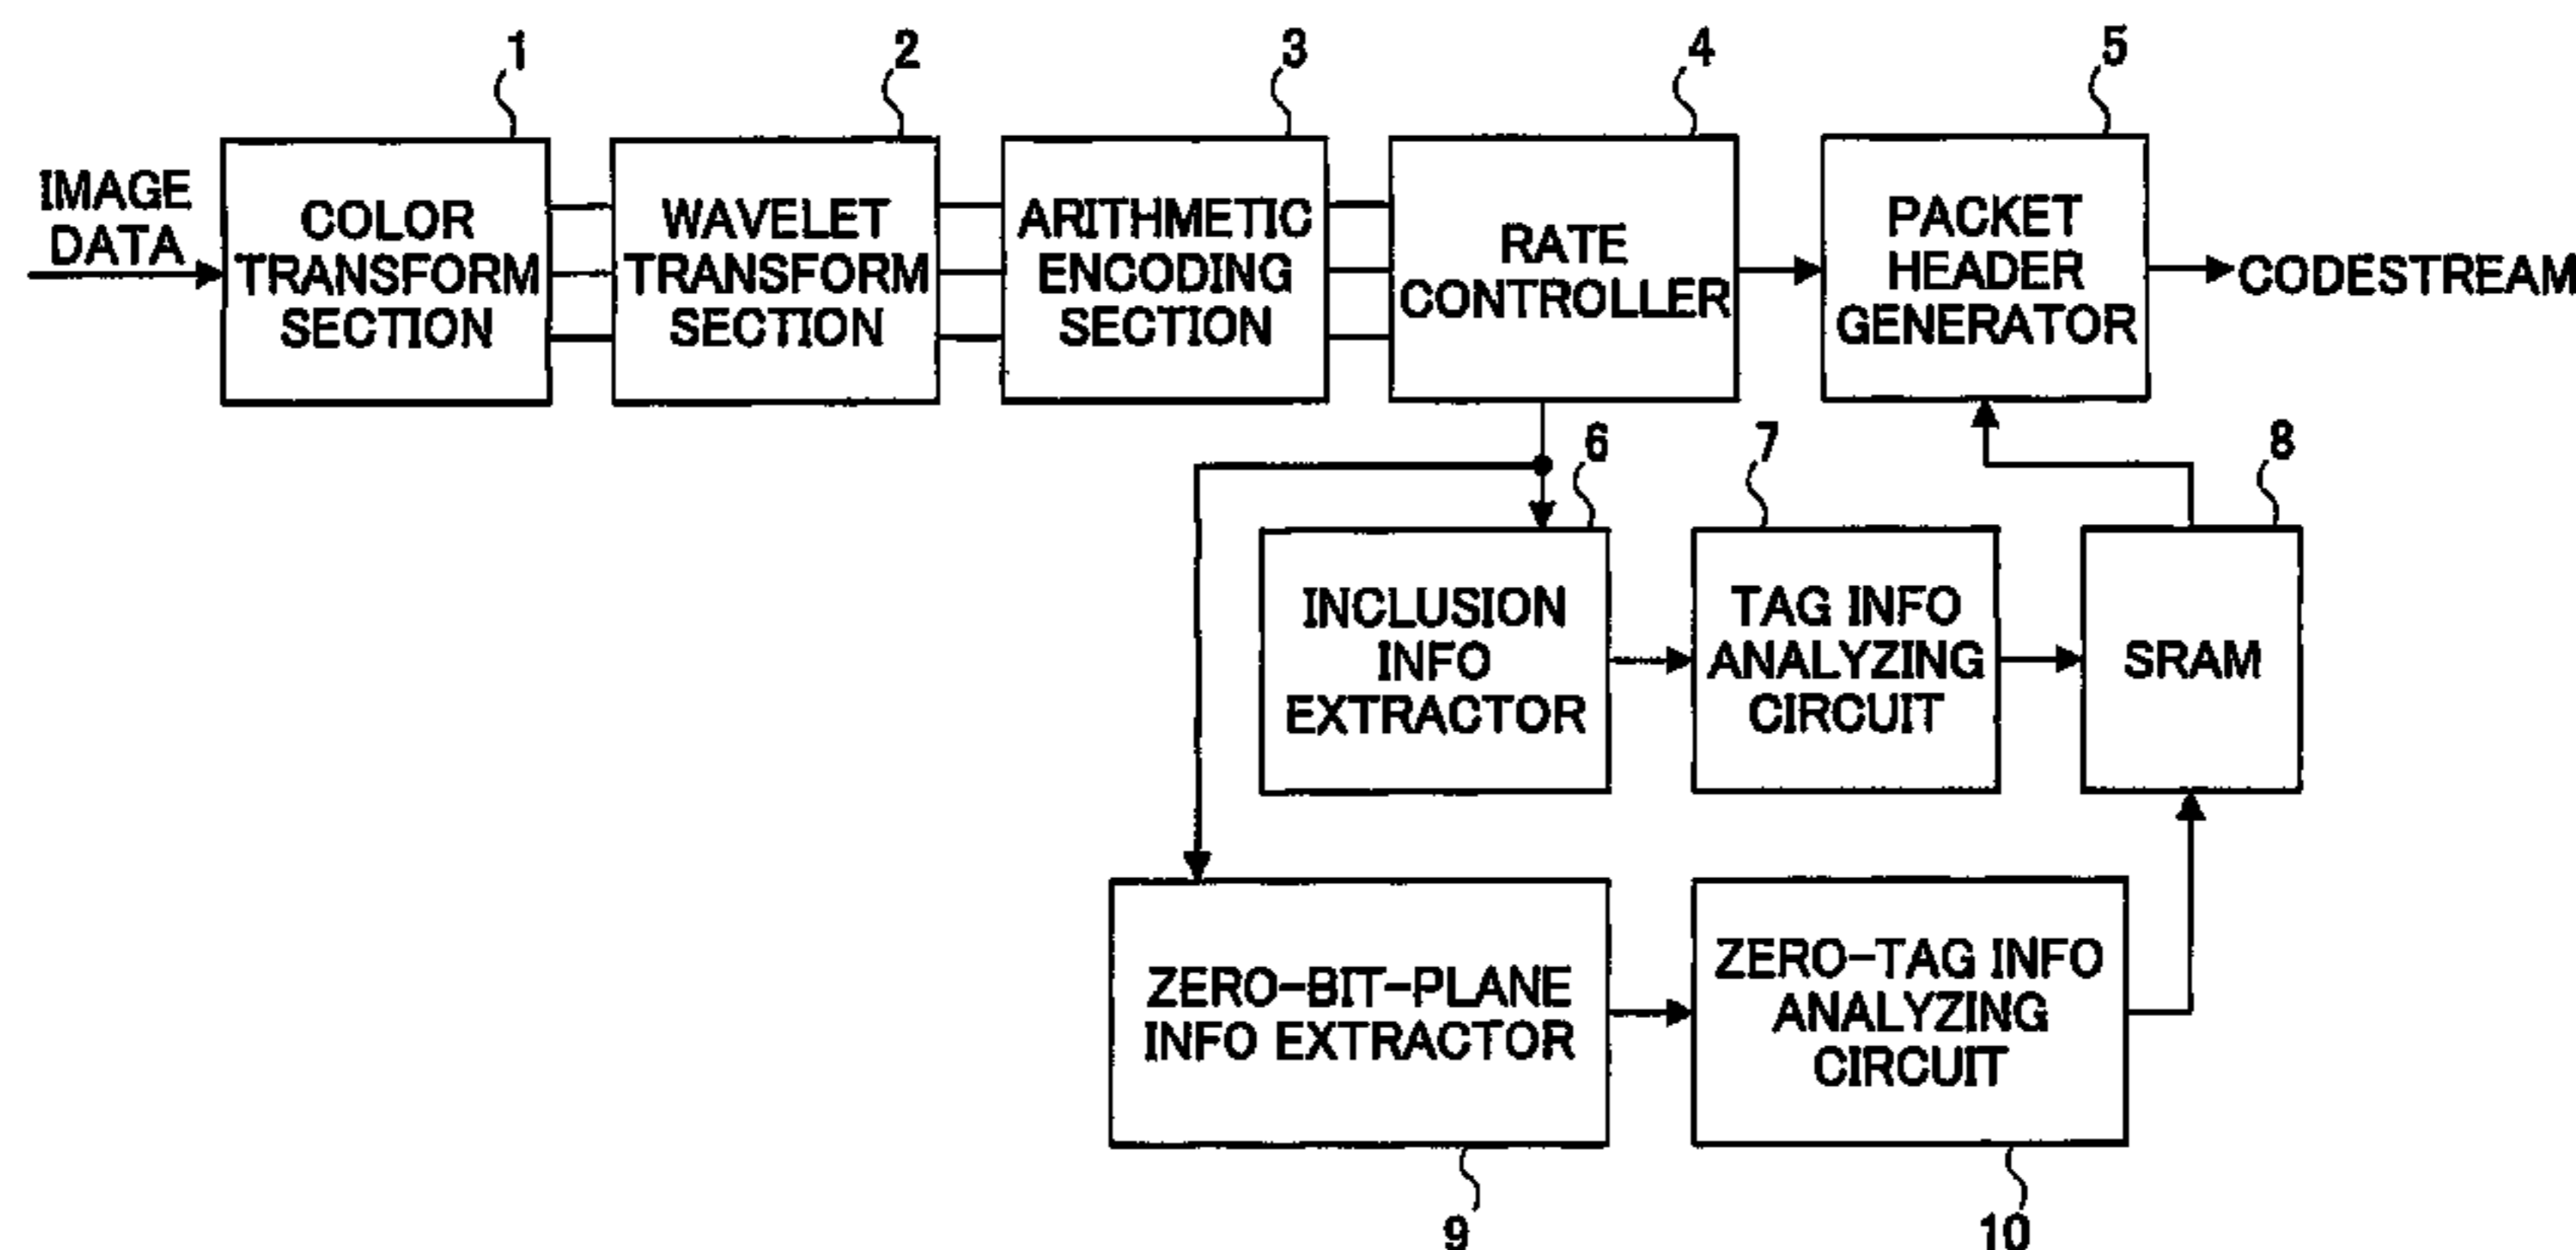 1
2
3
4
5
IMAGE
DATA
COLOR
TRANSFORM
SECTION
WAVELET
TRANSFORM
SECTION
ARITHMETIC
ENCODING
SECTION
RATE
CONTROLLER
PACKET
HEADER
GENERATOR
CODESTREAM
6
7
8
INCLUSION
INFO
EXTRACTOR
TAG INFO
ANALYZING
CIRCUIT
SRAM
ZERO-BIT-PLANE
INFO EXTRACTOR
ZERO-TAG INFO
ANALYZING
CIRCUIT
9
10